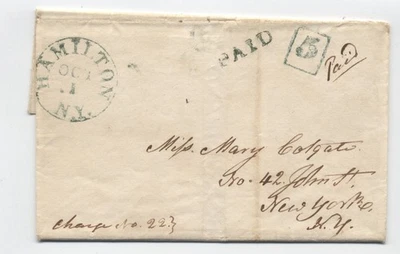 HAMILTON
OCT
1
N.Y.
PAID
5
Paid
Miss. Mary Colgate.
No. 42. John St.
New York.
N.Y.
Charge No. 223